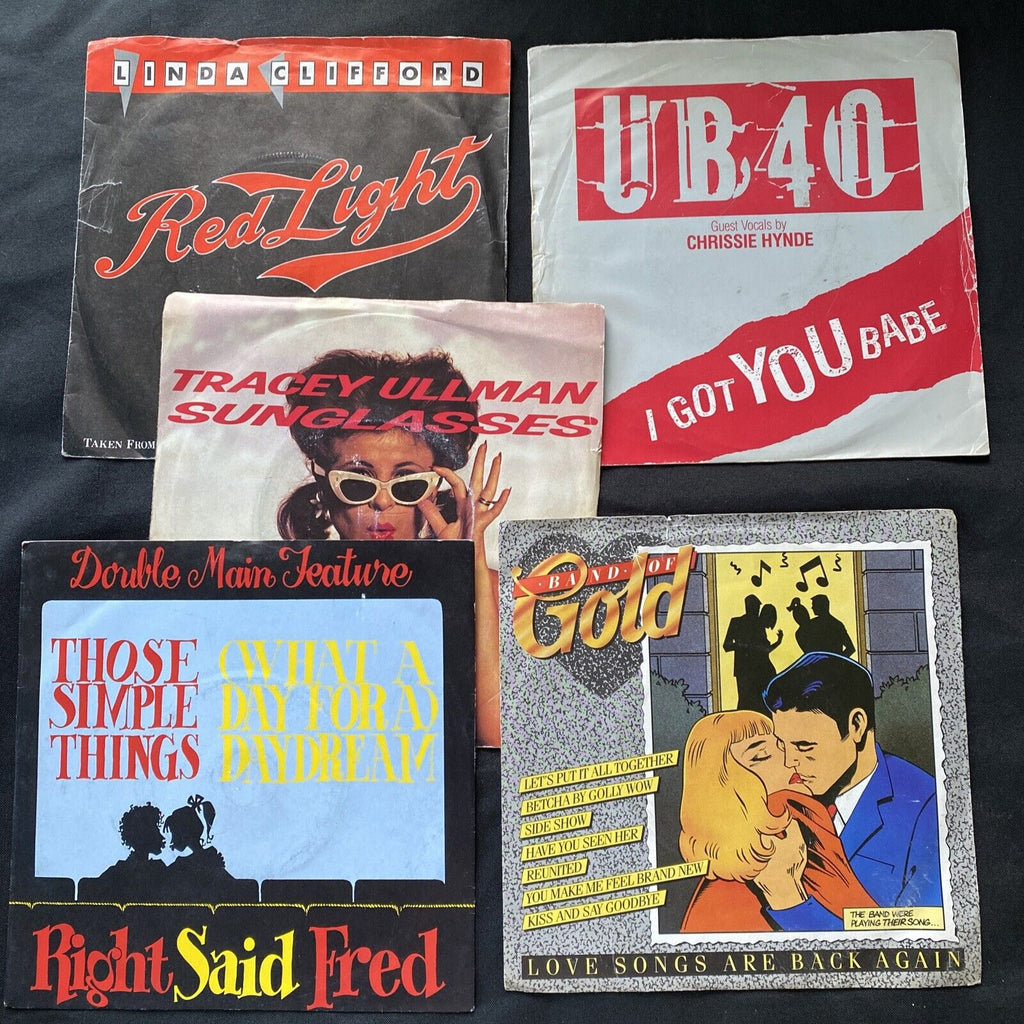 LINDA CLIFFORD
Red Light
TAKEN FROM
UB40
Guest Vocals by
CHRISSIE HYNDE
I GOT YOU BABE
TRACEY ULLMAN
SUNGLASSES
Double Main Feature
THOSE
SIMPLE
THINGS
(WHAT A
DAY FOR A)
DAYDREAM
Right Said Fred
BAND · OF
Gold
LET'S PUT IT ALL TOGETHER
BETCHA BY GOLLY WOW
SIDE SHOW
HAVE YOU SEEN HER
REUNITED
YOU MAKE ME FEEL BRAND NEW
KISS AND SAY GOODBYE
THE BAND WERE
PLAYING THEIR SONG...
LOVE SONGS ARE BACK AGAIN